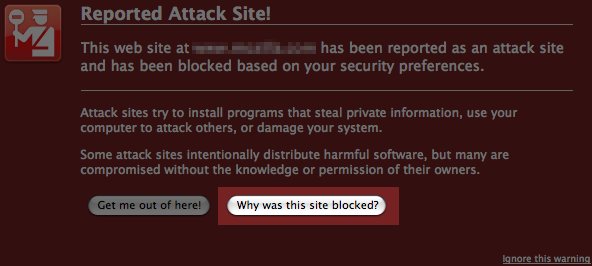 Reported Attack Site!
This web site at has been reported as an attack site
and has been blocked based on your security preferences.
Attack sites try to install programs that steal private information, use your
computer to attack others, or damage your system.
Some attack sites intentionally distribute harmful software, but many are
compromised without the knowledge or permission of their owners.
Get me out of here!
Why was this site blocked?
Ignore this warning